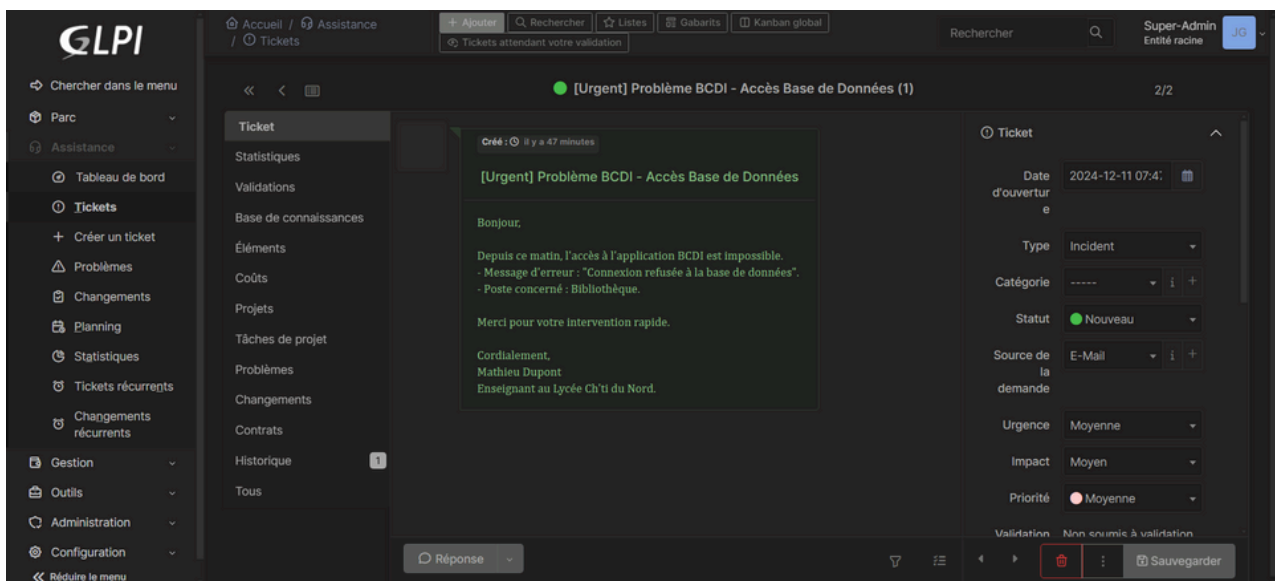 GLPI
Accueil / Assistance
/ Tickets
+ Ajouter
Rechercher
Listes
Gabarits
Kanban global
Tickets attendant votre validation
Rechercher
Super-Admin
Entité racine
JG
Chercher dans le menu
Parc
Assistance
Tableau de bord
Tickets
+ Créer un ticket
Problèmes
Changements
Planning
Statistiques
Tickets récurrents
Changements
récurrents
Gestion
Outils
Administration
Configuration
Réduire le menu
[Urgent] Problème BCDI - Accès Base de Données (1)
2/2
Ticket
Statistiques
Validations
Base de connaissances
Éléments
Coûts
Projets
Tâches de projet
Problèmes
Changements
Contrats
Historique 1
Tous
Créé : il y a 47 minutes
[Urgent] Problème BCDI - Accès Base de Données
Bonjour,
Depuis ce matin, l'accès à l'application BCDI est impossible.
- Message d'erreur : "Connexion refusée à la base de données".
- Poste concerné : Bibliothèque.
Merci pour votre intervention rapide.
Cordialement,
Mathieu Dupont
Enseignant au Lycée Ch'ti du Nord.
Réponse
Ticket
Date 2024-12-11 07:4
d'ouvertur
e
Type Incident
Catégorie ----- i +
Statut Nouveau
Source de E-Mail i +
la
demande
Urgence Moyenne
Impact Moyen
Priorité Moyenne
Validation Non soumis à validation
Sauvegarder